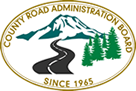 COUNTY ROAD ADMINISTRATION BOARD
SINCE 1965